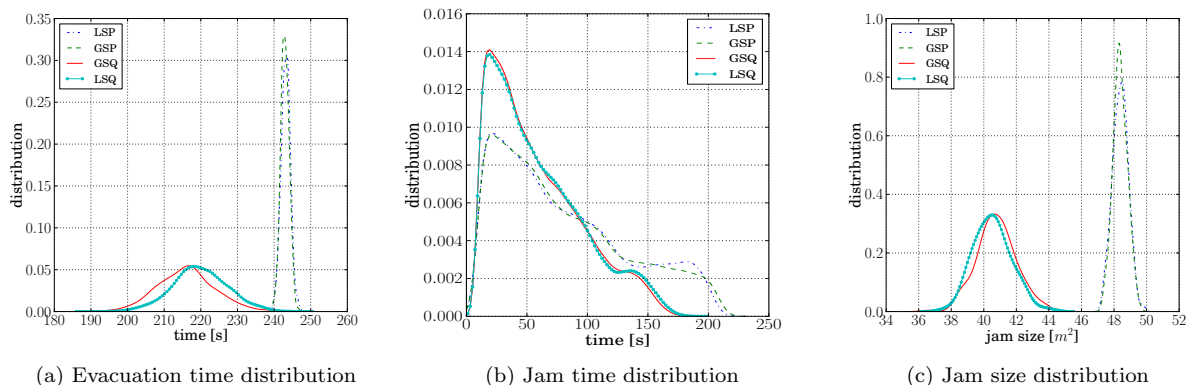 0.35
0.30
0.25
0.20
0.15
0.10
0.05
0.00
distribution
LSP
GSP
GSQ
LSQ
180 190 200 210 220 230 240 250 260
time [s]
(a) Evacuation time distribution
0.016
0.014
0.012
0.010
0.008
0.006
0.004
0.002
0.000
distribution
LSP
GSP
GSQ
LSQ
0 50 100 150 200 250
time [s]
(b) Jam time distribution
1.0
0.8
0.6
0.4
0.2
0.0
distribution
LSP
GSP
GSQ
LSQ
34 36 38 40 42 44 46 48 50 52
jam size [m²]
(c) Jam size distribution